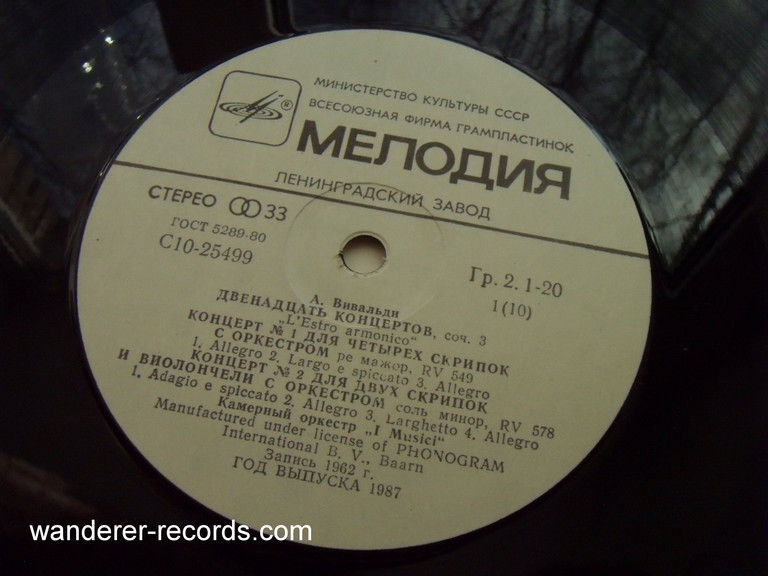 МИНИСТЕРСТВО КУЛЬТУРЫ СССР
ВСЕСОЮЗНАЯ ФИРМА ГРАМПЛАСТИНОК
®
МЕЛОДИЯ
ЛЕНИНГРАДСКИЙ ЗАВОД
СТЕРЕО 33
ГОСТ 5289-80
С10-25499
Гр. 2. 1-20
1(10)
А. Вивальди
ДВЕНАДЦАТЬ КОНЦЕРТОВ, соч. 3
„L'Estro armonico"
КОНЦЕРТ № 1 ДЛЯ ЧЕТЫРЕХ СКРИПОК
С ОРКЕСТРОМ ре мажор, RV 549
1. Allegro 2. Largo e spiccato 3. Allegro
КОНЦЕРТ № 2 ДЛЯ ДВУХ СКРИПОК
И ВИОЛОНЧЕЛИ С ОРКЕСТРОМ соль минор, RV 578
1. Adagio e spiccato 2. Allegro 3. Larghetto 4. Allegro
Камерный оркестр „I Musici"
Manufactured under license of PHONOGRAM
International B. V., Baarn
Запись 1962 г.
ГОД ВЫПУСКА 1987
wanderer-records.com